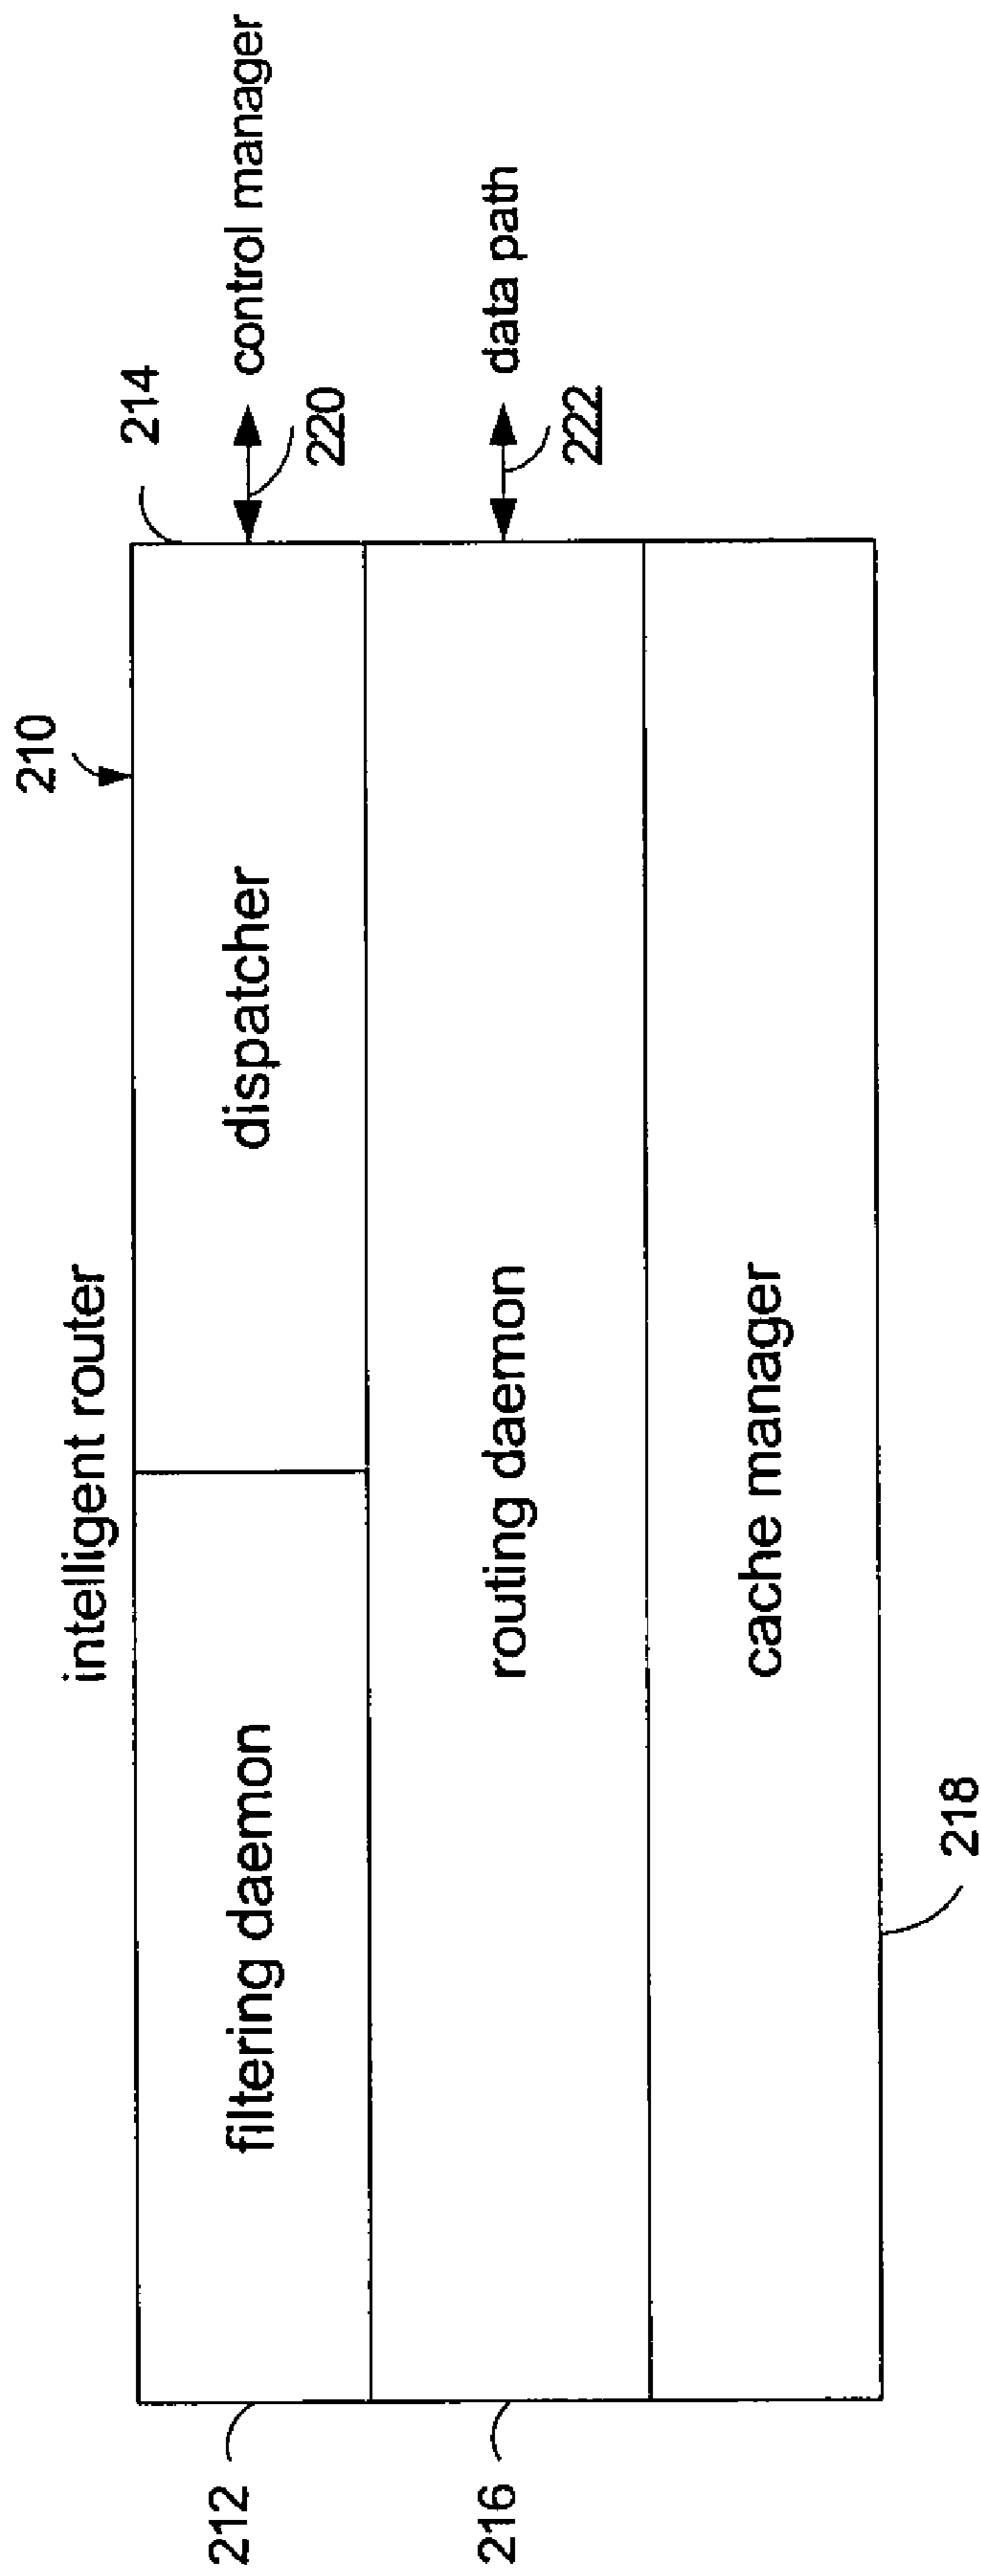 210
intelligent router
214
filtering daemon
dispatcher
control manager
212
220
routing daemon
data path
216
222
cache manager
218